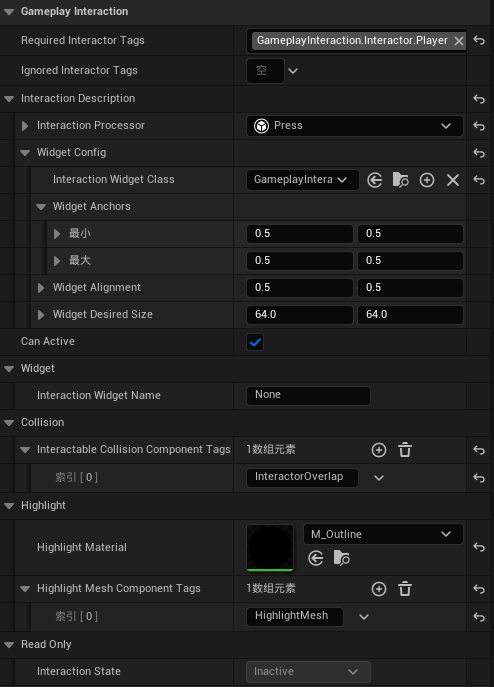 Gameplay Interaction
Required Interactor Tags GameplayInteraction.Interactor.Player
Ignored Interactor Tags 空
Interaction Description
Interaction Processor Press
Widget Config
Interaction Widget Class GameplayIntera
Widget Anchors
最小 0.5 0.5
最大 0.5 0.5
Widget Alignment 0.5 0.5
Widget Desired Size 64.0 64.0
Can Active
Widget
Interaction Widget Name None
Collision
Interactable Collision Component Tags 1数组元素
索引 [ 0 ] InteractorOverlap
Highlight
Highlight Material M_Outline
Highlight Mesh Component Tags 1数组元素
索引 [ 0 ] HighlightMesh
Read Only
Interaction State Inactive